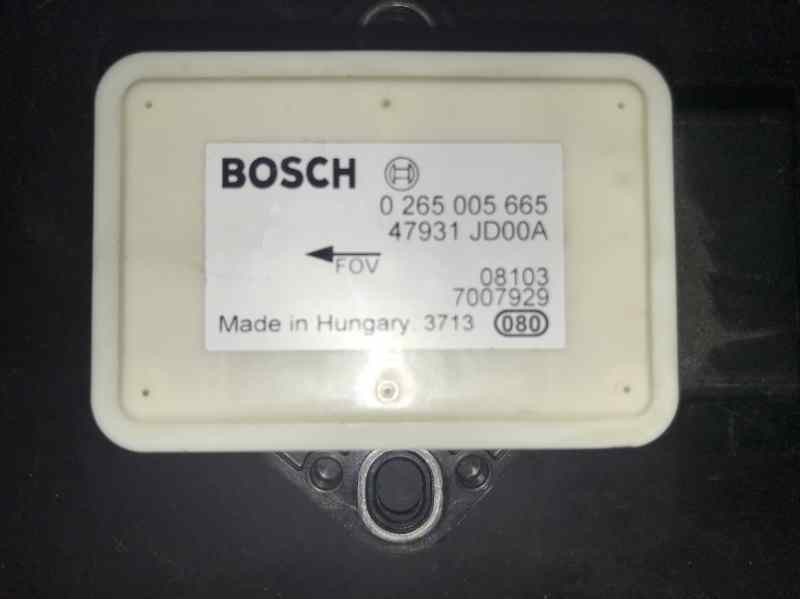 BOSCH
0 265 005 665
47931 JD00A
FOV
08103
7007929
Made in Hungary. 3713 080